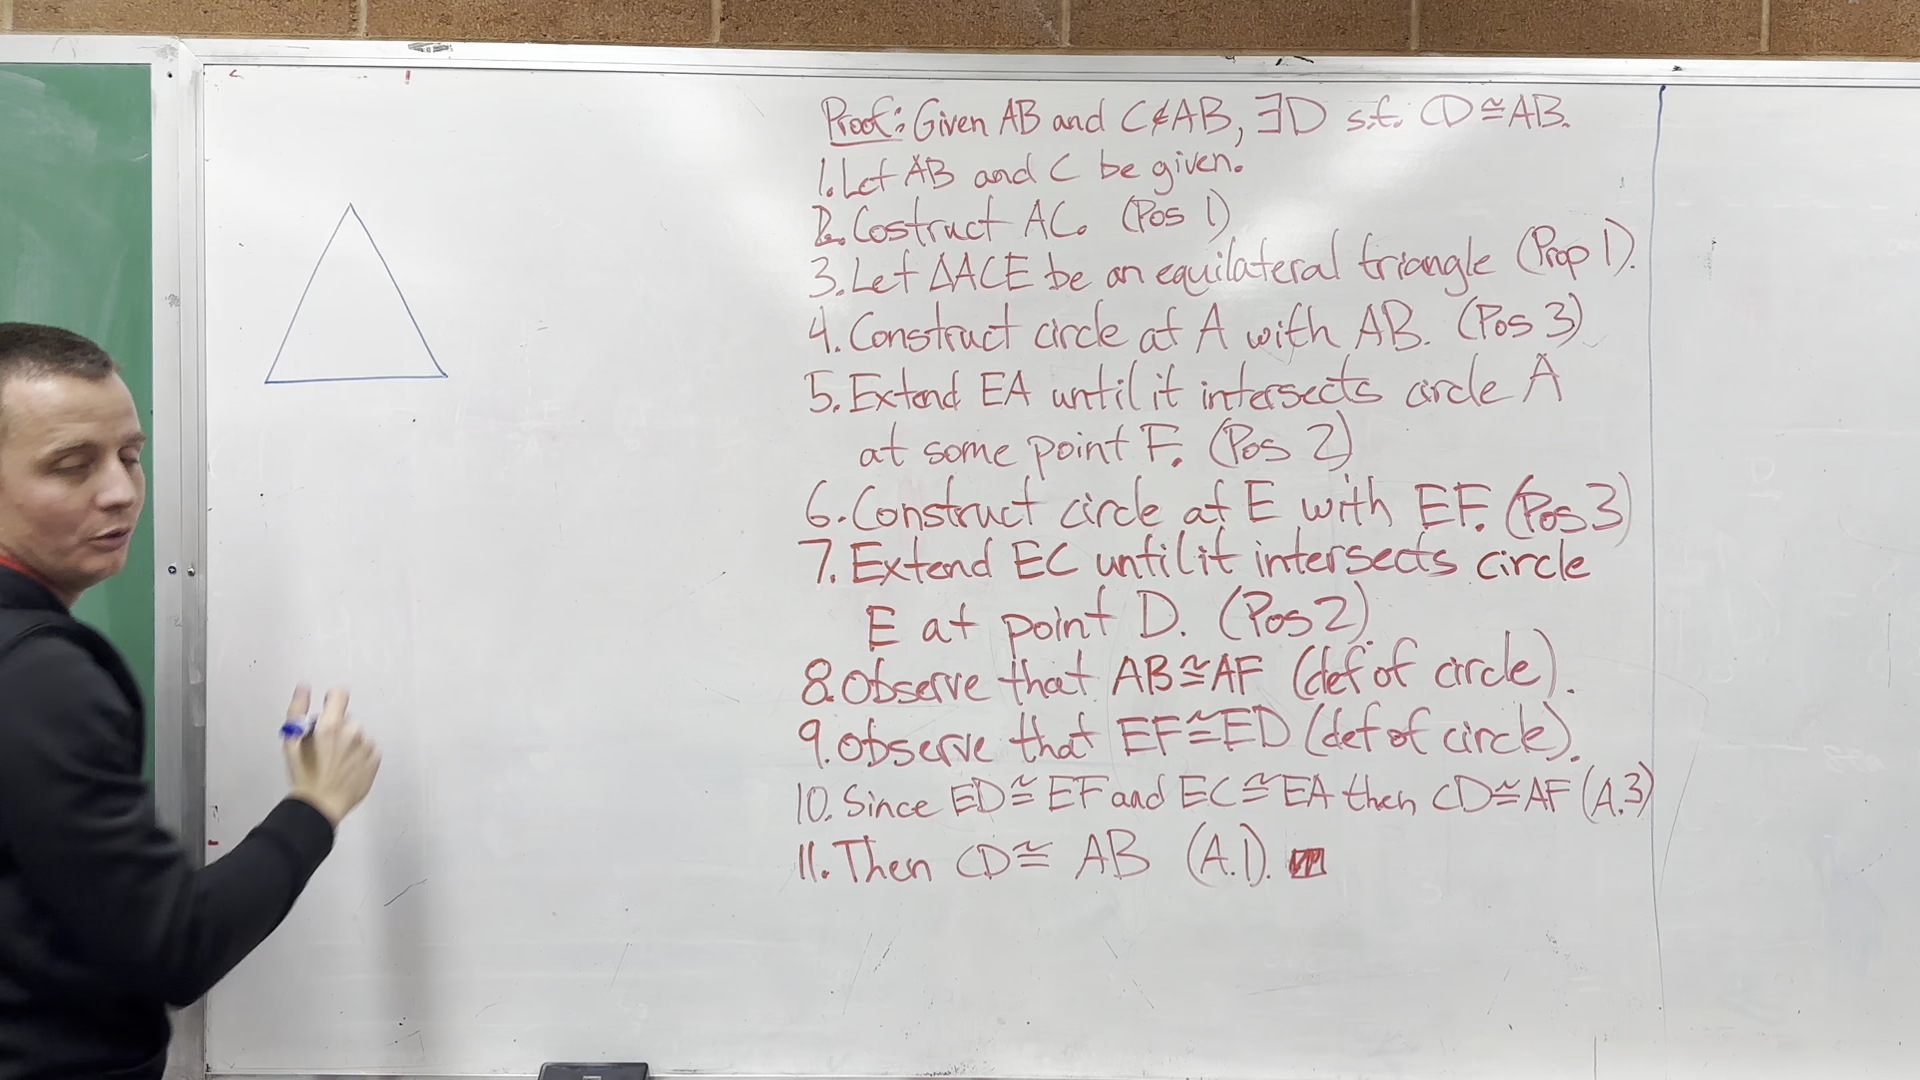 Proof: Given AB and C∉AB, ∃D s.t. CD≅AB.
1. Let AB and C be given.
2. Costruct AC. (Pos 1)
3. Let ΔACE be an equilateral triangle (Prop 1).
4. Construct circle at A with AB. (Pos 3)
5. Extend EA until it intersects circle A
at some point F. (Pos 2)
6. Construct circle at E with EF. (Pos 3)
7. Extend EC until it intersects circle
E at point D. (Pos 2).
8. Observe that AB≅AF (def of circle).
9. Observe that EF≅ED (def of circle).
10. Since ED≅EF and EC≅EA then CD≅AF (A.3)
11. Then CD≅AB (A.1).